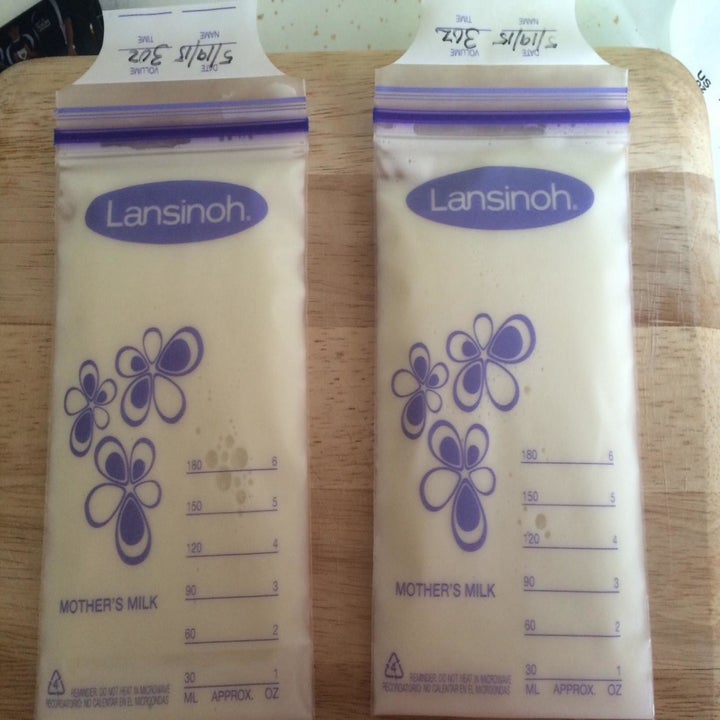 NAME
TIME
DATE 5/19/15
VOLUME 3oz
Lansinoh®
180 6
150 5
120 4
90 3
60 2
30 1
ML APPROX. OZ
MOTHER'S MILK
4
REMINDER: DO NOT HEAT IN MICROWAVE
RECORDATORIO: NO CALENTAR EN EL MICROONDAS
NAME
TIME
DATE 5/19/15
VOLUME 3oz
Lansinoh®
180 6
150 5
120 4
90 3
60 2
30 1
ML APPROX. OZ
MOTHER'S MILK
4
REMINDER: DO NOT HEAT IN MICROWAVE
RECORDATORIO: NO CALENTAR EN EL MICROONDAS
US
oz